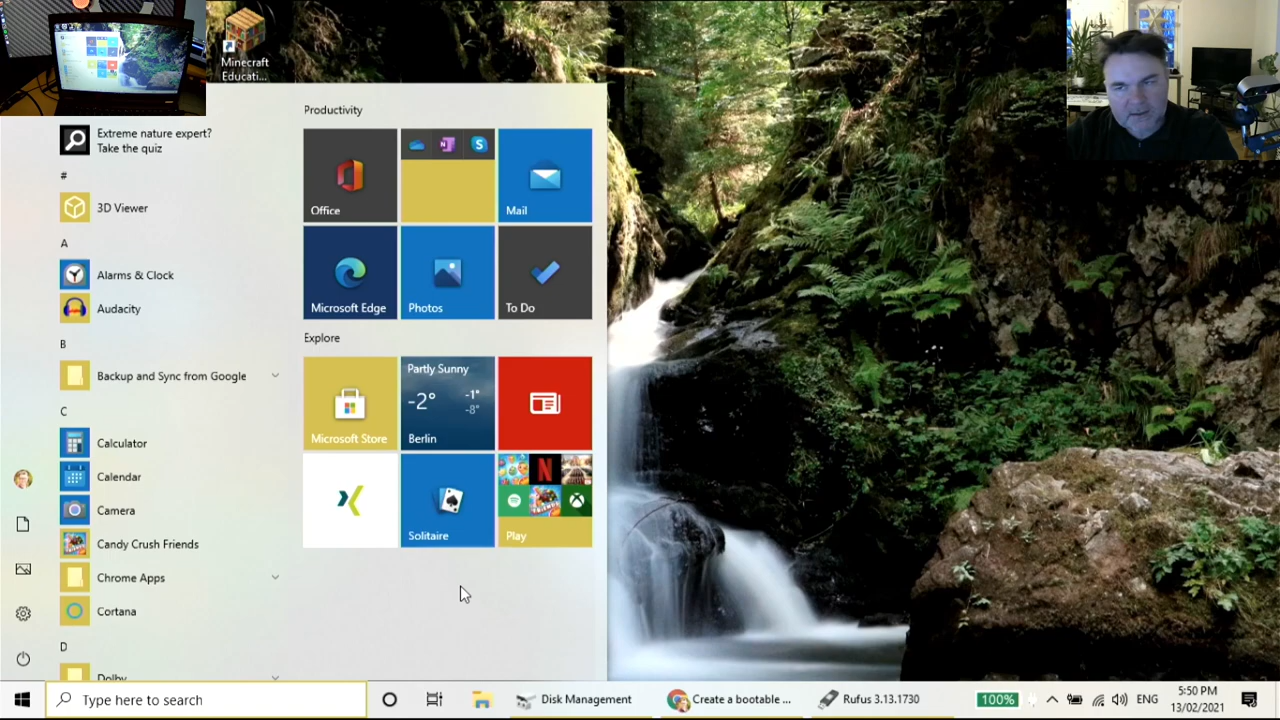 Minecraft
Educati...
Extreme nature expert?
Take the quiz
#
3D Viewer
A
Alarms & Clock
Audacity
B
Backup and Sync from Google
C
Calculator
Calendar
Camera
Candy Crush Friends
Chrome Apps
Cortana
D
Dolby
Productivity
Office
Mail
Microsoft Edge
Photos
To Do
Explore
Microsoft Store
Partly Sunny
-2°
-1°
-8°
Berlin
Solitaire
Play
Type here to search
Disk Management
Create a bootable ...
Rufus 3.13.1730
100%
ENG
5:50 PM
13/02/2021